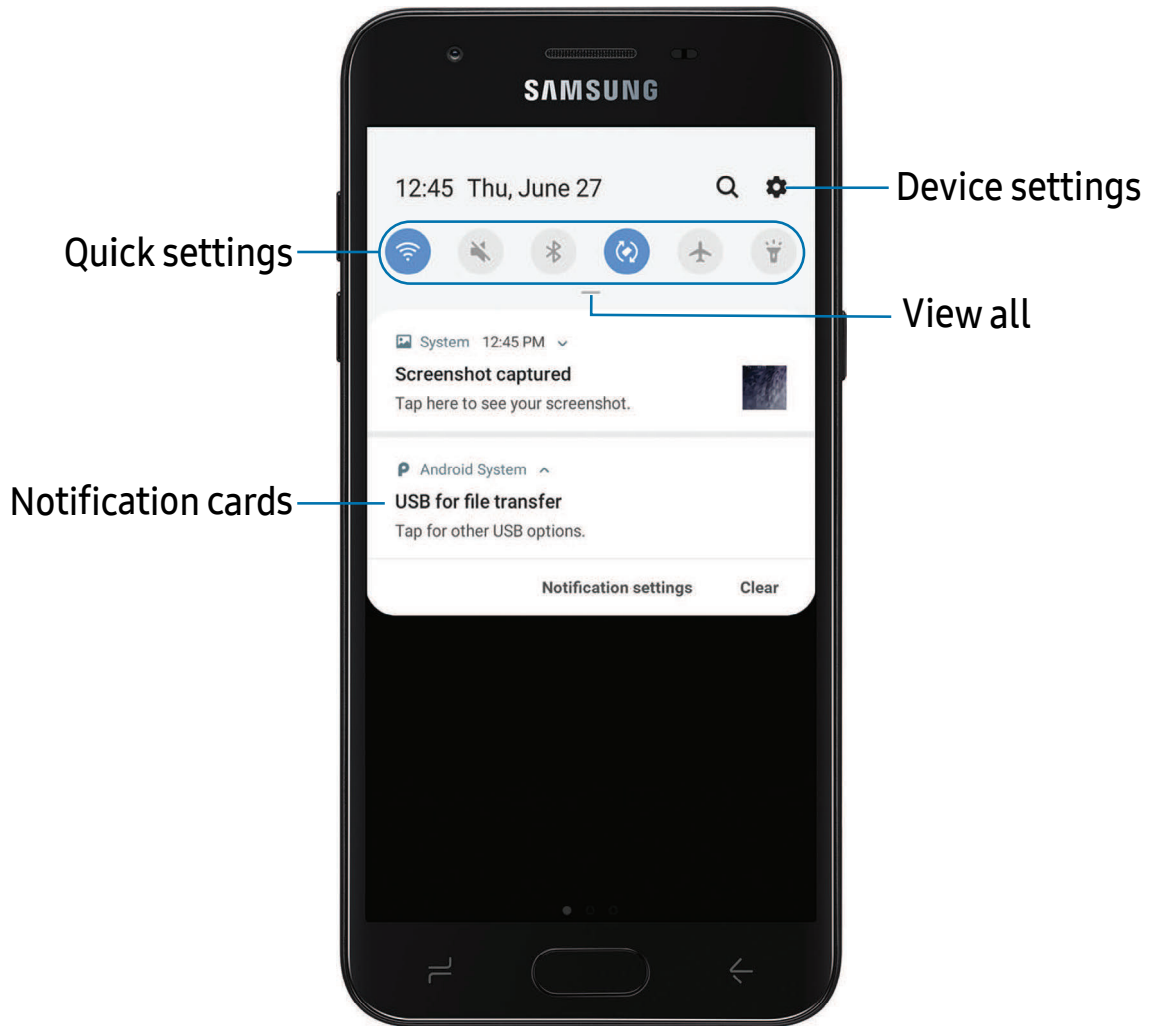 SAMSUNG
12:45 Thu, June 27
Device settings
Quick settings
View all
System 12:45 PM
Screenshot captured
Tap here to see your screenshot.
Android System
Notification cards
USB for file transfer
Tap for other USB options.
Notification settings Clear